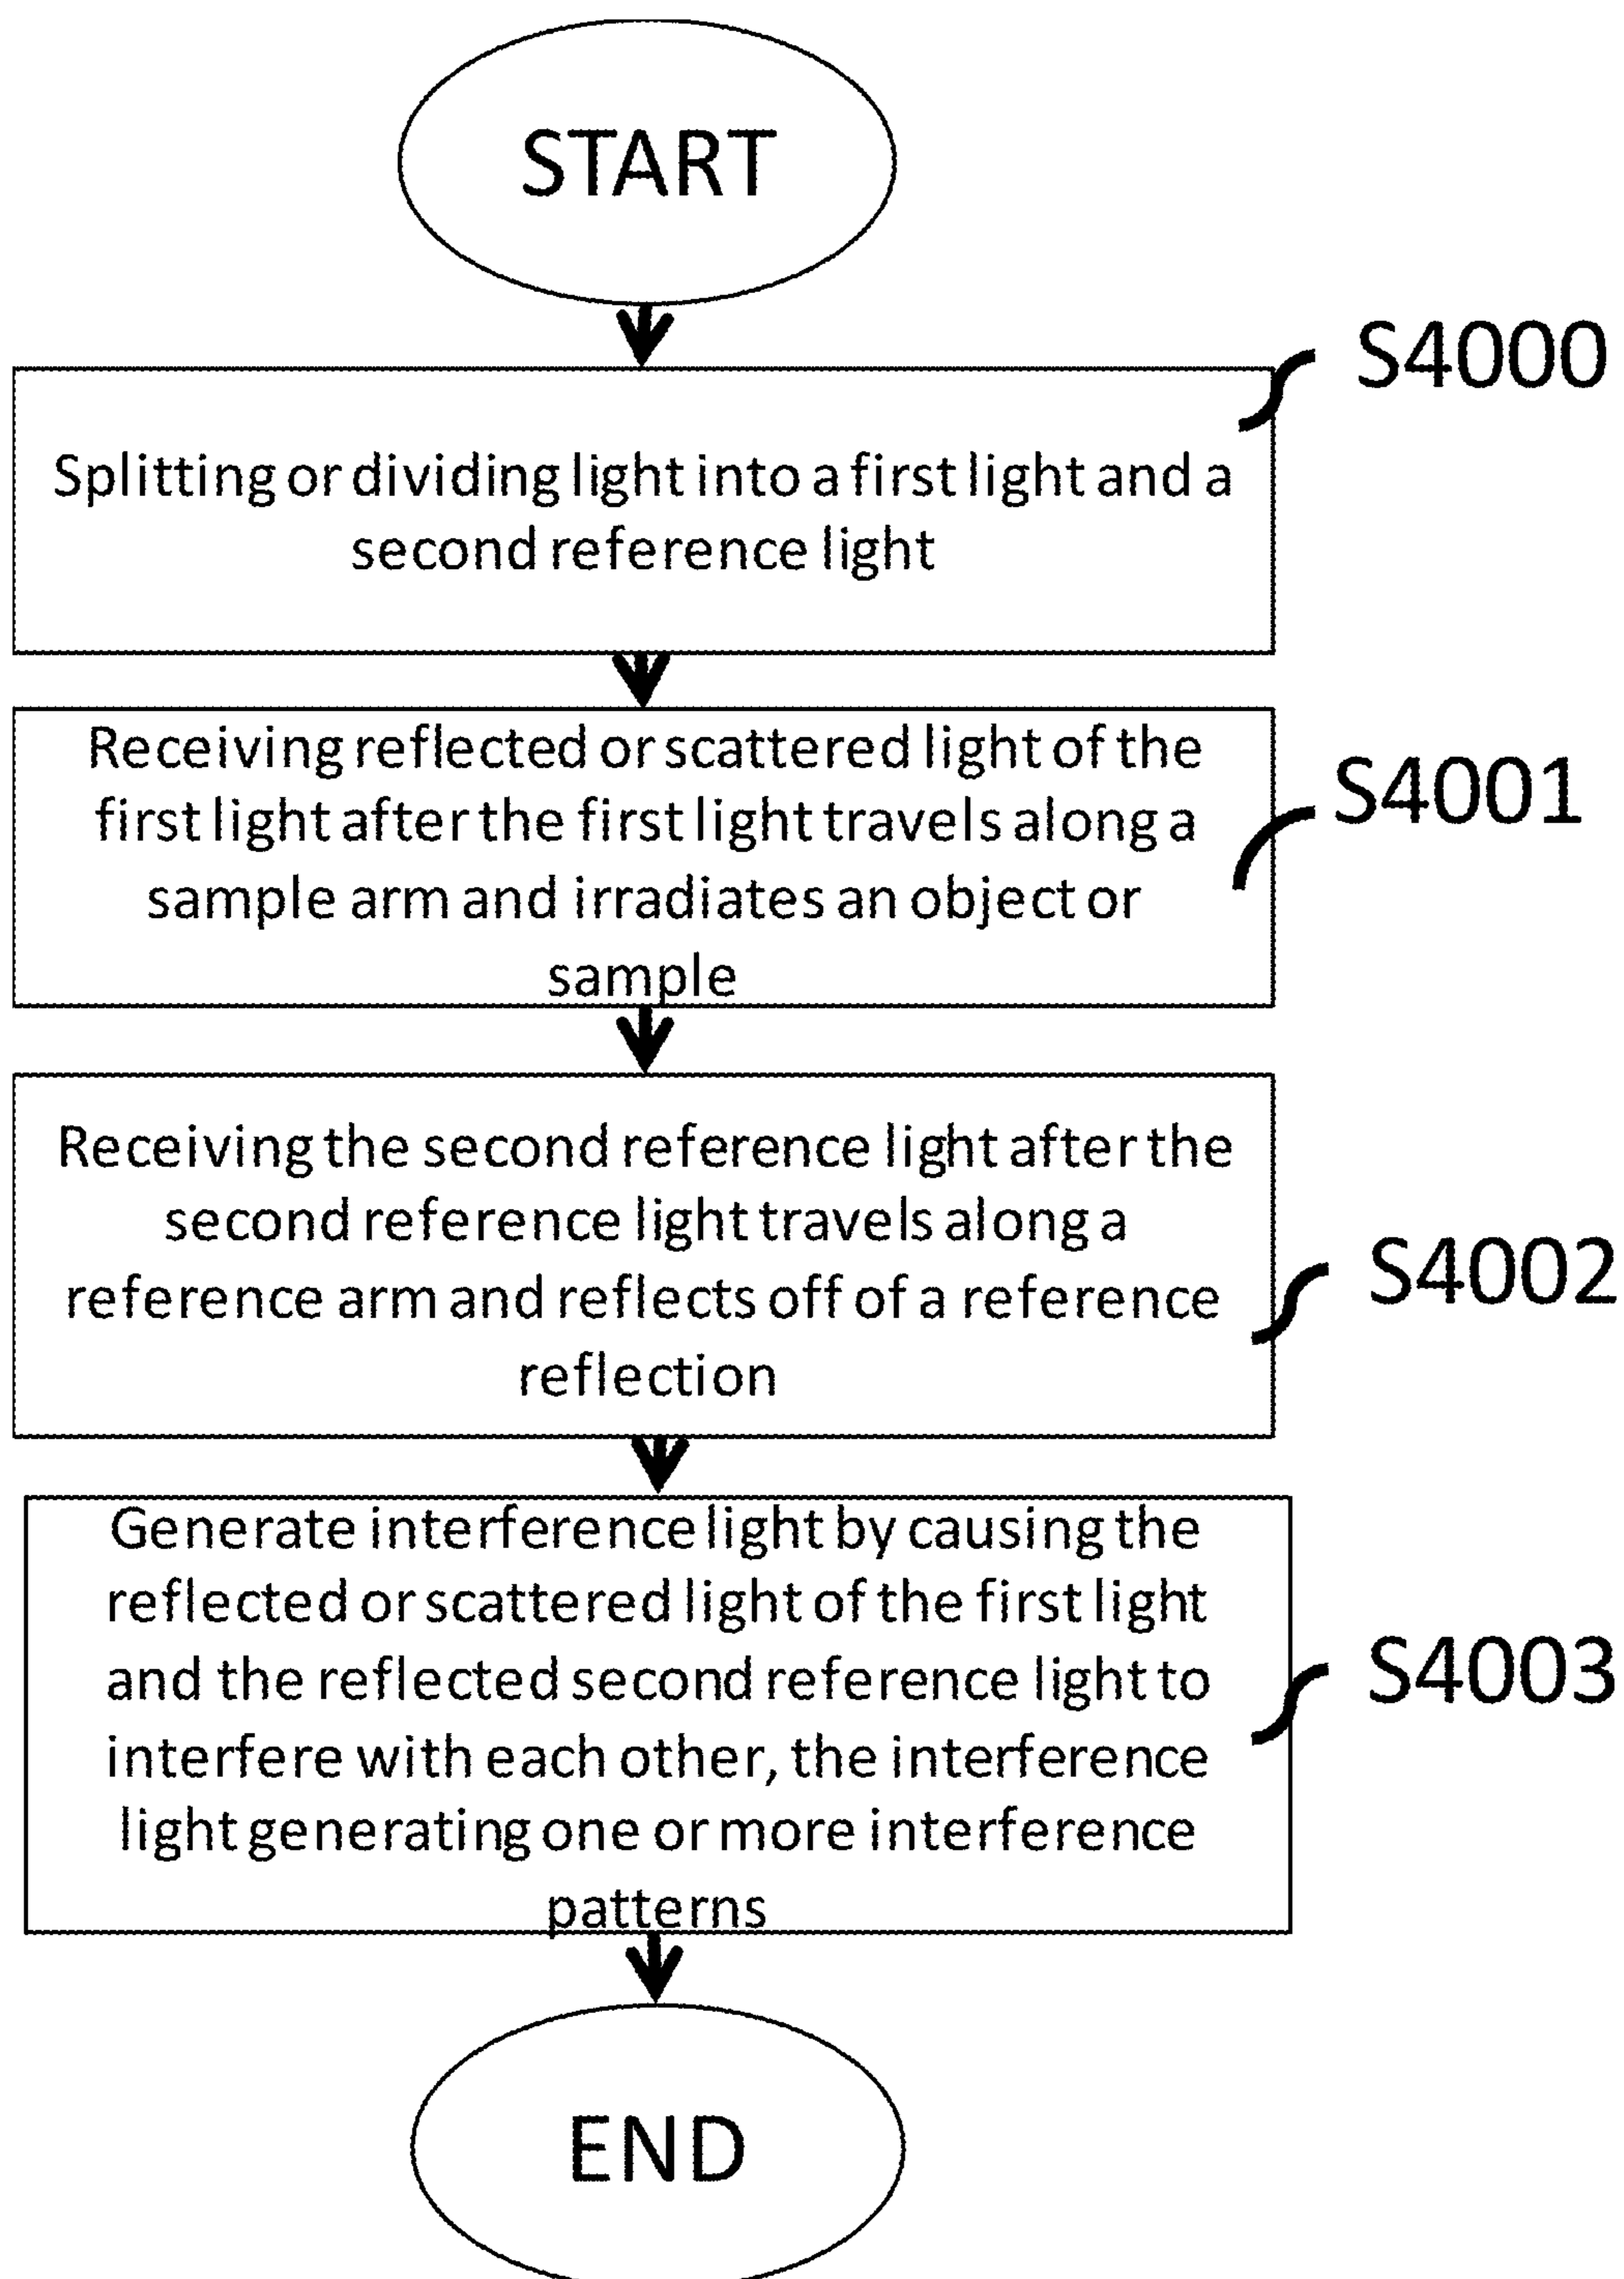 START
S4000
Splitting or dividing light into a first light and a
second reference light
Receiving reflected or scattered light of the
first light after the first light travels along a
sample arm and irradiates an object or
sample
S4001
Receiving the second reference light after the
second reference light travels along a
reference arm and reflects off of a reference
reflection
S4002
Generate interference light by causing the
reflected or scattered light of the first light
and the reflected second reference light to
interfere with each other, the interference
light generating one or more interference
patterns
S4003
END